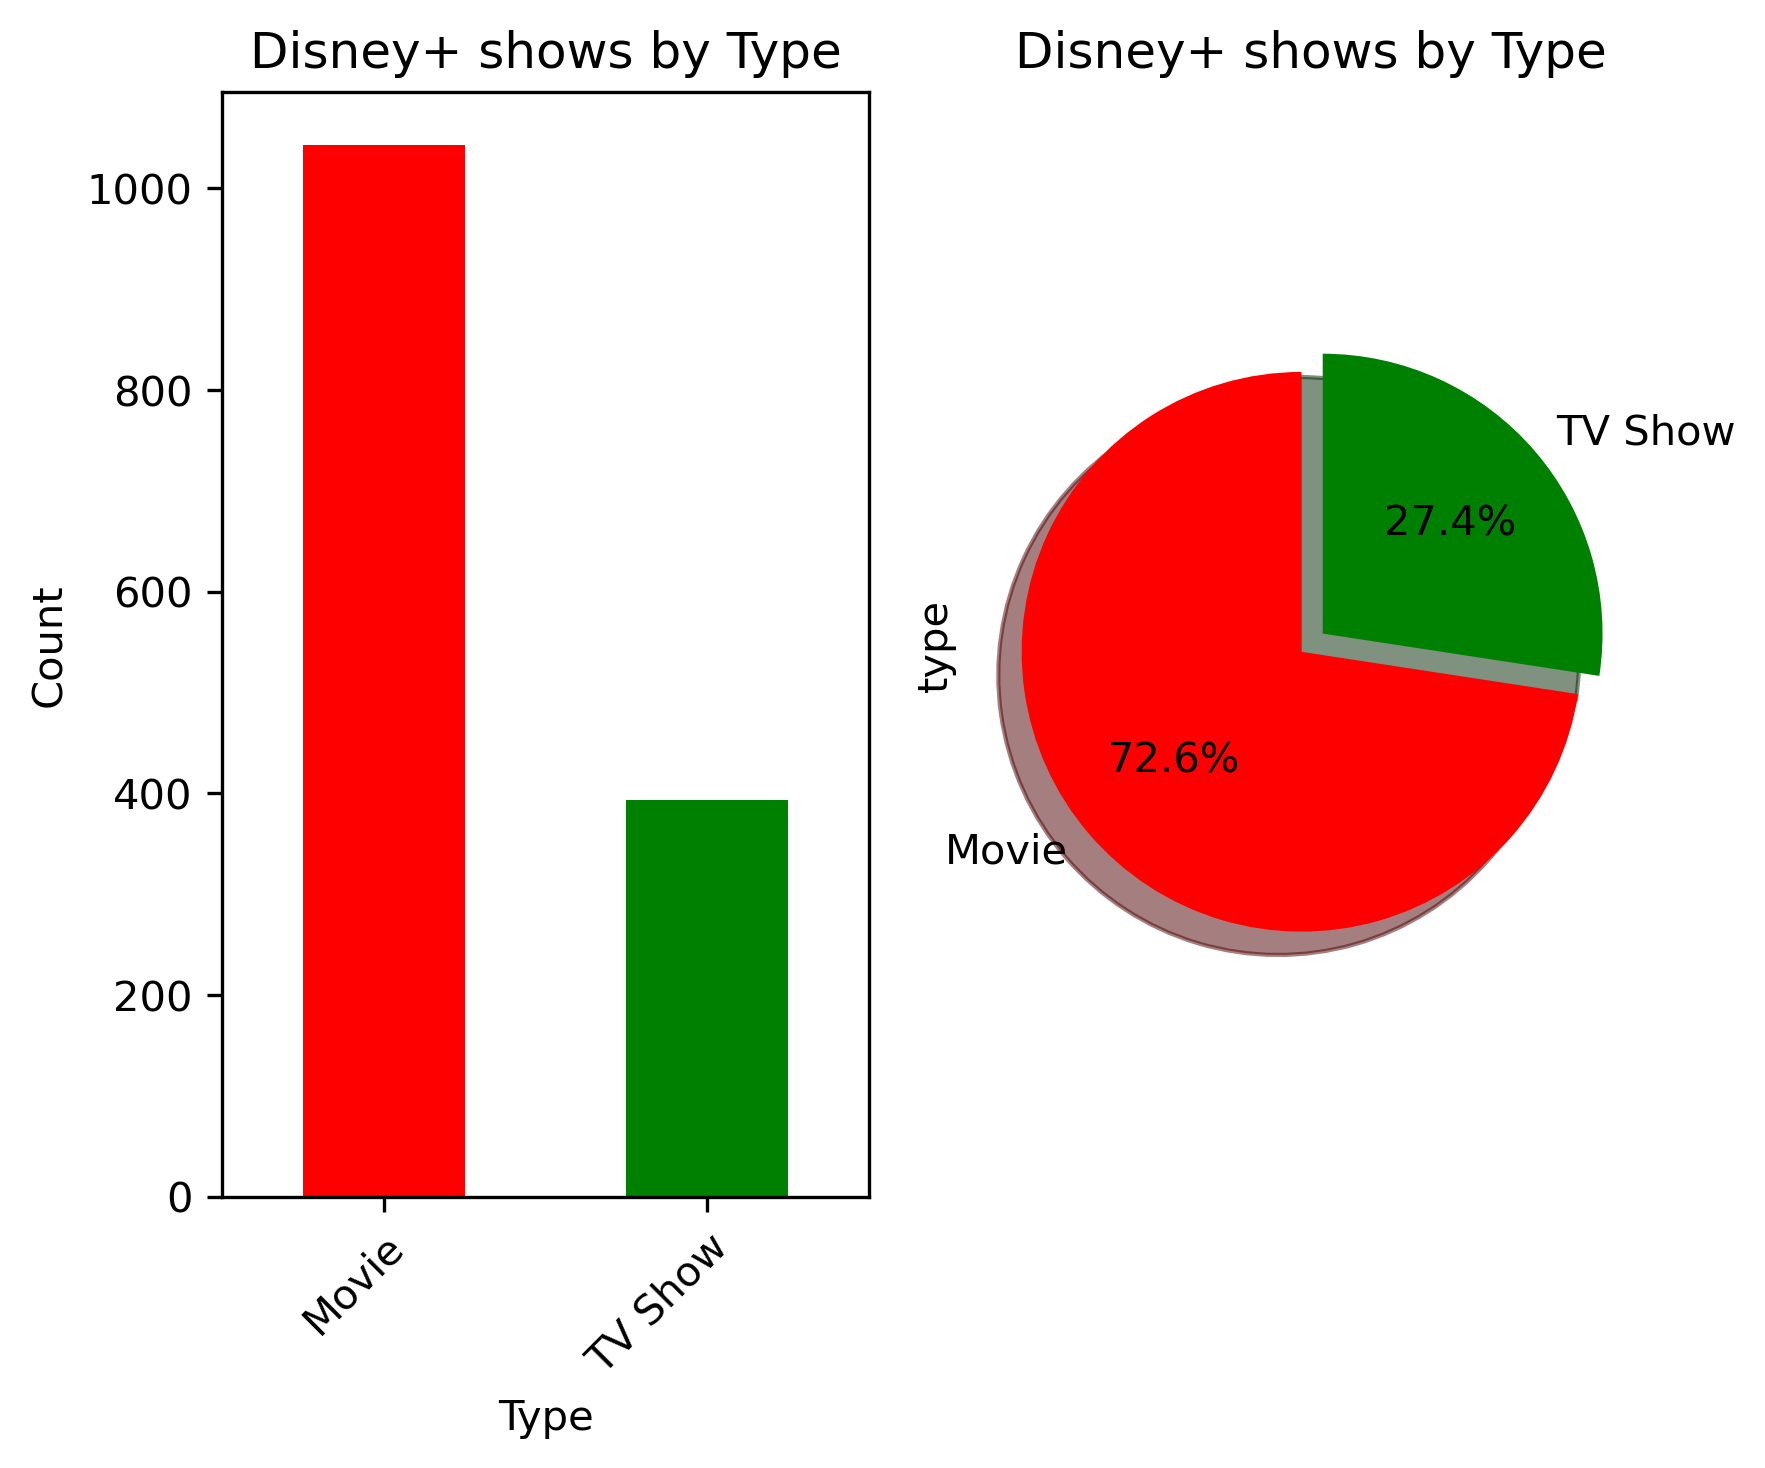 Disney+ shows by Type
Count
1000
800
600
400
200
0
Movie
TV Show
Type
Disney+ shows by Type
type
TV Show
27.4%
72.6%
Movie